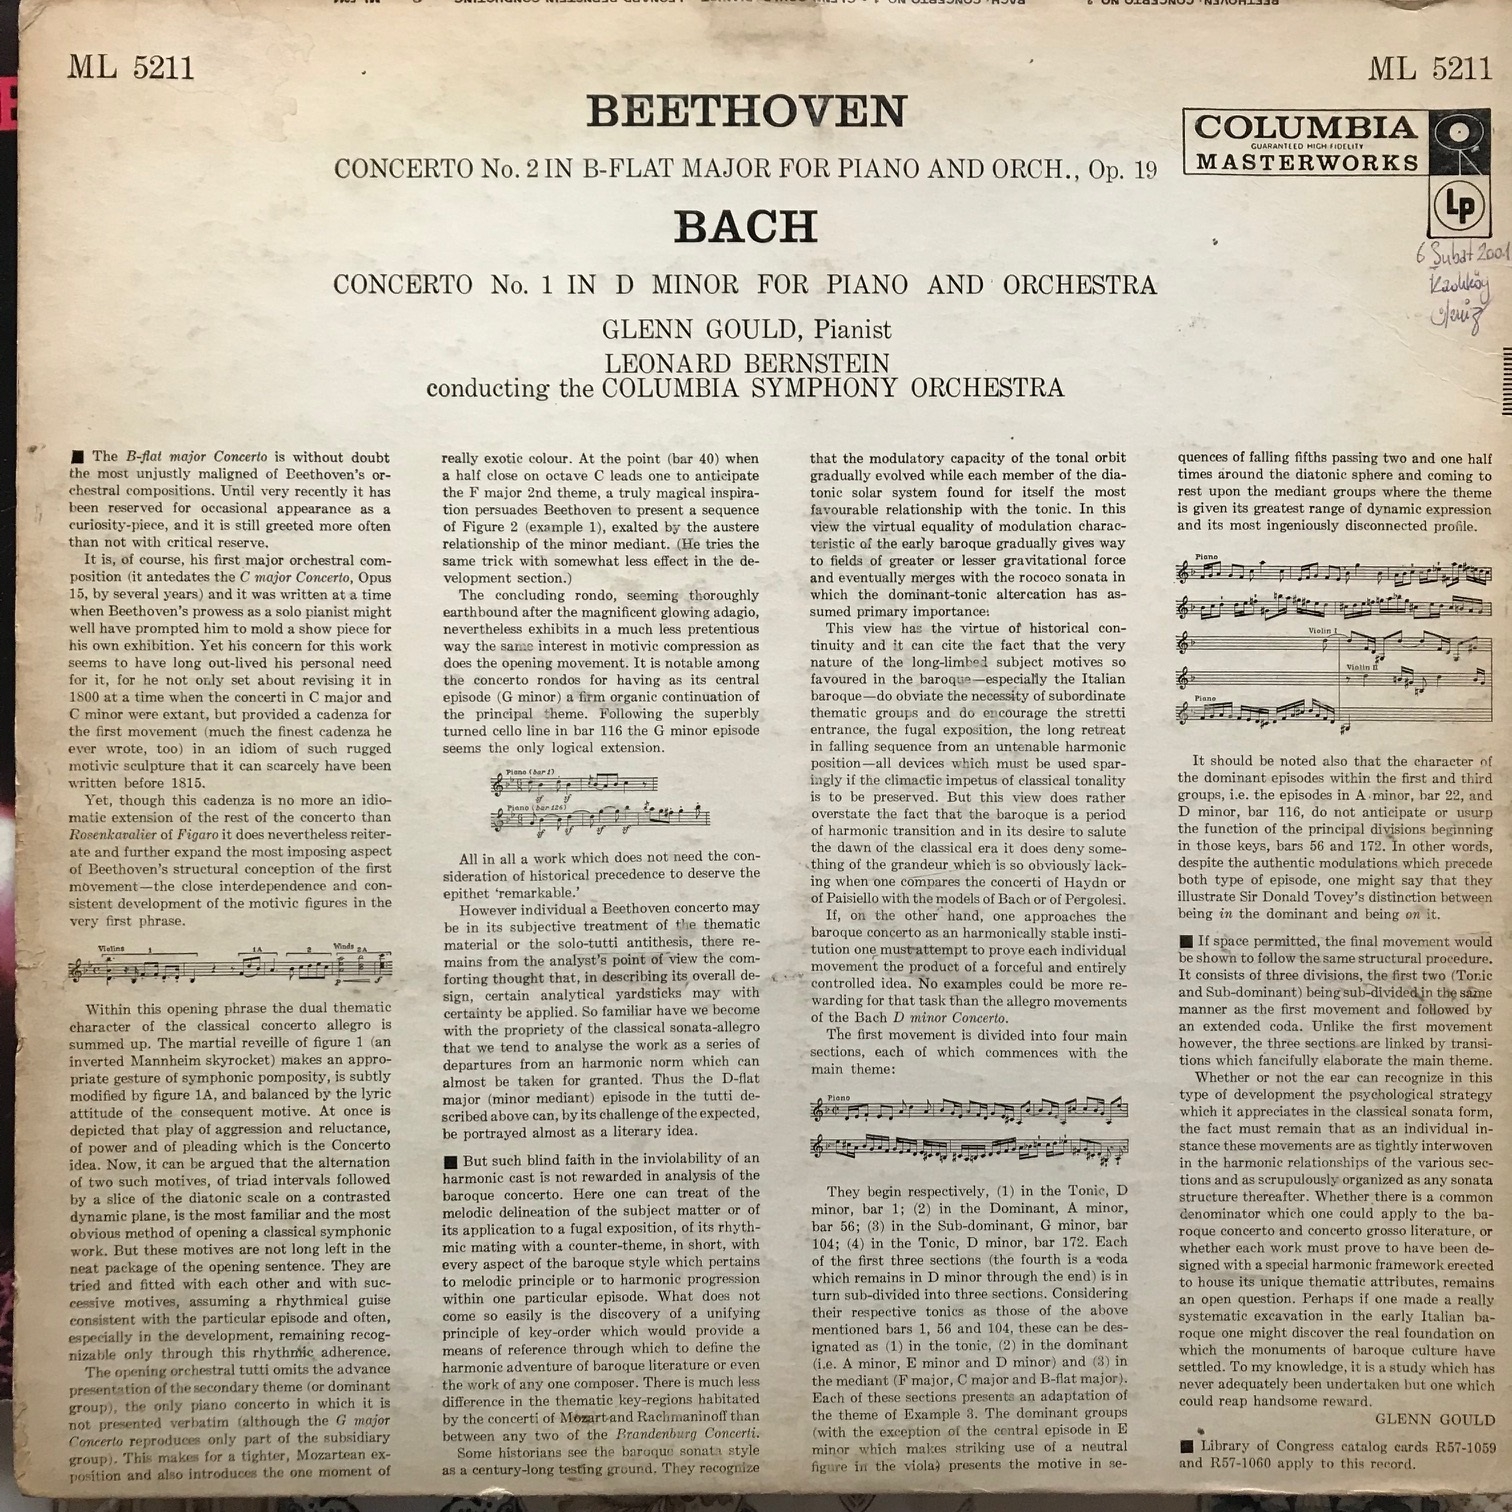 ML 5211
ML 5211
BEETHOVEN
CONCERTO No. 2 IN B-FLAT MAJOR FOR PIANO AND ORCH., Op. 19
BACH
CONCERTO No. 1 IN D MINOR FOR PIANO AND ORCHESTRA
GLENN GOULD, Pianist
LEONARD BERNSTEIN
conducting the COLUMBIA SYMPHONY ORCHESTRA
COLUMBIA
GUARANTEED HIGH FIDELITY
MASTERWORKS
Lp
6 Şubat 2001
Kadıköy
■ The B-flat major Concerto is without doubt
the most unjustly maligned of Beethoven's or-
chestral compositions. Until very recently it has
been reserved for occasional appearance as a
curiosity-piece, and it is still greeted more often
than not with critical reserve.
It is, of course, his first major orchestral com-
position (it antedates the C major Concerto, Opus
15, by several years) and it was written at a time
when Beethoven's prowess as a solo pianist might
well have prompted him to mold a show piece for
his own exhibition. Yet his concern for this work
seems to have long out-lived his personal need
for it, for he not only set about revising it in
1800 at a time when the concerti in C major and
C minor were extant, but provided a cadenza for
the first movement (much the finest cadenza he
ever wrote, too) in an idiom of such rugged
motivic sculpture that it can scarcely have been
written before 1815.
Yet, though this cadenza is no more an idio-
matic extension of the rest of the concerto than
Rosenkavalier of Figaro it does nevertheless reiter-
ate and further expand the most imposing aspect
of Beethoven's structural conception of the first
movement—the close interdependence and con-
sistent development of the motivic figures in the
very first phrase.
Violins 1 1A 2 Winds 2A
Within this opening phrase the dual thematic
character of the classical concerto allegro is
summed up. The martial reveille of figure 1 (an
inverted Mannheim skyrocket) makes an appro-
priate gesture of symphonic pomposity, is subtly
modified by figure 1A, and balanced by the lyric
attitude of the consequent motive. At once is
depicted that play of aggression and reluctance,
of power and of pleading which is the Concerto
idea. Now, it can be argued that the alternation
of two such motives, of triad intervals followed
by a slice of the diatonic scale on a contrasted
dynamic plane, is the most familiar and the most
obvious method of opening a classical symphonic
work. But these motives are not long left in the
neat package of the opening sentence. They are
tried and fitted with each other and with suc-
cessive motives, assuming a rhythmical guise
consistent with the particular episode and often,
especially in the development, remaining recog-
nizable only through this rhythmic adherence.
The opening orchestral tutti omits the advance
presentation of the secondary theme (or dominant
group), the only piano concerto in which it is
not presented verbatim (although the G major
Concerto reproduces only part of the subsidiary
group). This makes for a tighter, Mozartean ex-
position and also introduces the one moment of
really exotic colour. At the point (bar 40) when
a half close on octave C leads one to anticipate
the F major 2nd theme, a truly magical inspira-
tion persuades Beethoven to present a sequence
of Figure 2 (example 1), exalted by the austere
relationship of the minor mediant. (He tries the
same trick with somewhat less effect in the de-
velopment section.)
The concluding rondo, seeming thoroughly
earthbound after the magnificent glowing adagio,
nevertheless exhibits in a much less pretentious
way the same interest in motivic compression as
does the opening movement. It is notable among
the concerto rondos for having as its central
episode (G minor) a firm organic continuation of
the principal theme. Following the superbly
turned cello line in bar 116 the G minor episode
seems the only logical extension.
Piano (bar 1)
sf sf
Piano (bar 126)
sf sf
All in all a work which does not need the con-
sideration of historical precedence to deserve the
epithet 'remarkable.'
However individual a Beethoven concerto may
be in its subjective treatment of the thematic
material or the solo-tutti antithesis, there re-
mains from the analyst's point of view the com-
forting thought that, in describing its overall de-
sign, certain analytical yardsticks may with
certainty be applied. So familiar have we become
with the propriety of the classical sonata-allegro
that we tend to analyse the work as a series of
departures from an harmonic norm which can
almost be taken for granted. Thus the D-flat
major (minor mediant) episode in the tutti de-
scribed above can, by its challenge of the expected,
be portrayed almost as a literary idea.
■ But such blind faith in the inviolability of an
harmonic cast is not rewarded in analysis of the
baroque concerto. Here one can treat of the
melodic delineation of the subject matter or of
its application to a fugal exposition, of its rhyth-
mic mating with a counter-theme, in short, with
every aspect of the baroque style which pertains
to melodic principle or to harmonic progression
within one particular episode. What does not
come so easily is the discovery of a unifying
principle of key-order which would provide a
means of reference through which to define the
harmonic adventure of baroque literature or even
the work of any one composer. There is much less
difference in the thematic key-regions habitated
by the concerti of Mozart and Rachmaninoff than
between any two of the Brandenburg Concerti.
Some historians see the baroque sonata style
as a century-long testing ground. They recognize
that the modulatory capacity of the tonal orbit
gradually evolved while each member of the dia-
tonic solar system found for itself the most
favourable relationship with the tonic. In this
view the virtual equality of modulation charac-
teristic of the early baroque gradually gives way
to fields of greater or lesser gravitational force
and eventually merges with the rococo sonata in
which the dominant-tonic altercation has as-
sumed primary importance:
This view has the virtue of historical con-
tinuity and it can cite the fact that the very
nature of the long-limbed subject motives so
favoured in the baroque—especially the Italian
baroque—do obviate the necessity of subordinate
thematic groups and do encourage the stretti
entrance, the fugal exposition, the long retreat
in falling sequence from an untenable harmonic
position—all devices which must be used spar-
ingly if the climactic impetus of classical tonality
is to be preserved. But this view does rather
overstate the fact that the baroque is a period
of harmonic transition and in its desire to salute
the dawn of the classical era it does deny some-
thing of the grandeur which is so obviously lack-
ing when one compares the concerti of Haydn or
of Paisiello with the models of Bach or of Pergolesi.
If, on the other hand, one approaches the
baroque concerto as an harmonically stable insti-
tution one must attempt to prove each individual
movement the product of a forceful and entirely
controlled idea. No examples could be more re-
warding for that task than the allegro movements
of the Bach D minor Concerto.
The first movement is divided into four main
sections, each of which commences with the
main theme:
Piano
They begin respectively, (1) in the Tonic, D
minor, bar 1; (2) in the Dominant, A minor,
bar 56; (3) in the Sub-dominant, G minor, bar
104; (4) in the Tonic, D minor, bar 172. Each
of the first three sections (the fourth is a coda
which remains in D minor through the end) is in
turn sub-divided into three sections. Considering
their respective tonics as those of the above
mentioned bars 1, 56 and 104, these can be des-
ignated as (1) in the tonic, (2) in the dominant
(i.e. A minor, E minor and D minor) and (3) in
the mediant (F major, C major and B-flat major).
Each of these sections presents an adaptation of
the theme of Example 3. The dominant groups
(with the exception of the central episode in E
minor which makes striking use of a neutral
figure in the viola) presents the motive in se-
quences of falling fifths passing two and one half
times around the diatonic sphere and coming to
rest upon the mediant groups where the theme
is given its greatest range of dynamic expression
and its most ingeniously disconnected profile.
Piano
Violin I
Violin II
Piano
It should be noted also that the character of
the dominant episodes within the first and third
groups, i.e. the episodes in A minor, bar 22, and
D minor, bar 116, do not anticipate or usurp
the function of the principal divisions beginning
in those keys, bars 56 and 172. In other words,
despite the authentic modulations which precede
both type of episode, one might say that they
illustrate Sir Donald Tovey's distinction between
being in the dominant and being on it.
■ If space permitted, the final movement would
be shown to follow the same structural procedure.
It consists of three divisions, the first two (Tonic
and Sub-dominant) being sub-divided in the same
manner as the first movement and followed by
an extended coda. Unlike the first movement
however, the three sections are linked by transi-
tions which fancifully elaborate the main theme.
Whether or not the ear can recognize in this
type of development the psychological strategy
which it appreciates in the classical sonata form,
the fact must remain that as an individual in-
stance these movements are as tightly interwoven
in the harmonic relationships of the various sec-
tions and as scrupulously organized as any sonata
structure thereafter. Whether there is a common
denominator which one could apply to the ba-
roque concerto and concerto grosso literature, or
whether each work must prove to have been de-
signed with a special harmonic framework erected
to house its unique thematic attributes, remains
an open question. Perhaps if one made a really
systematic excavation in the early Italian ba-
roque one might discover the real foundation on
which the monuments of baroque culture have
settled. To my knowledge, it is a study which has
never adequately been undertaken but one which
could reap handsome reward.
GLENN GOULD
■ Library of Congress catalog cards R57-1059
and R57-1060 apply to this record.